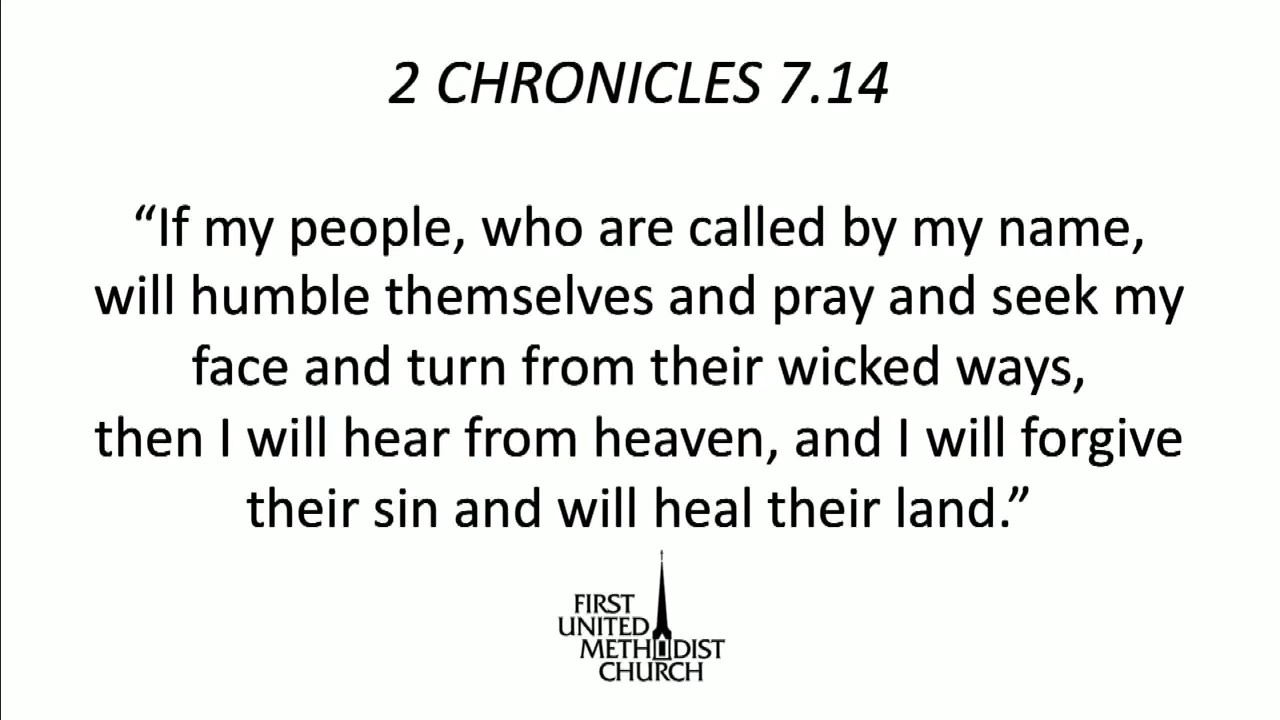 2 CHRONICLES 7.14
“If my people, who are called by my name,
will humble themselves and pray and seek my
face and turn from their wicked ways,
then I will hear from heaven, and I will forgive
their sin and will heal their land.”
FIRST
UNITED
METHODIST
CHURCH